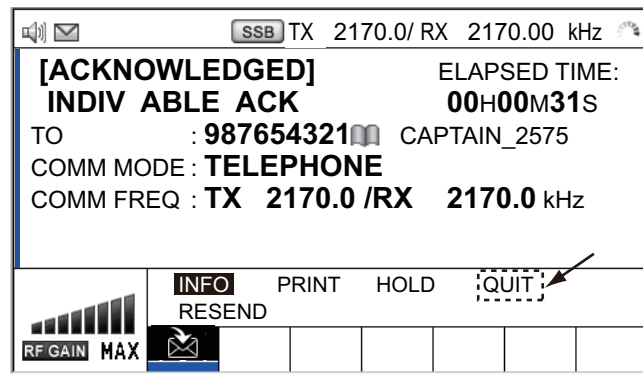 SSB TX 2170.0/ RX 2170.00 kHz
[ACKNOWLEDGED] ELAPSED TIME:
INDIV ABLE ACK 00H00M31S
TO : 987654321 CAPTAIN_2575
COMM MODE : TELEPHONE
COMM FREQ : TX 2170.0 /RX 2170.0 kHz
INFO PRINT HOLD QUIT
RESEND
RF GAIN MAX